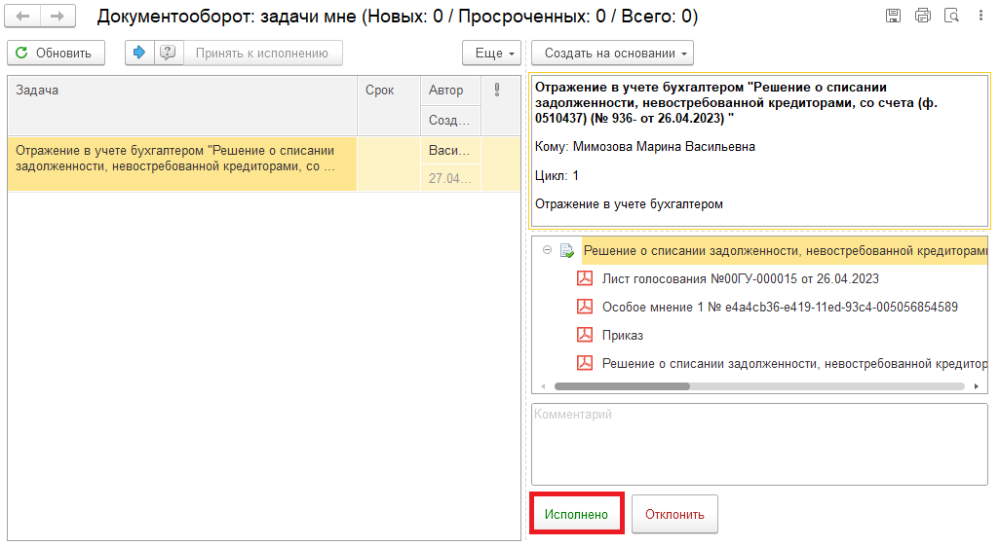 Документооборот: задачи мне (Новых: 0 / Просроченных: 0 / Всего: 0)
Обновить
Принять к исполнению
Еще
Создать на основании
Задача
Срок
Автор
Созд...
Отражение в учете бухгалтером "Решение о списании
задолженности, невостребованной кредиторами, со ...
Васи...
27.04...
Отражение в учете бухгалтером "Решение о списании
задолженности, невостребованной кредиторами, со счета (ф.
0510437) (№ 936- от 26.04.2023) "
Кому: Мимозова Марина Васильевна
Цикл: 1
Отражение в учете бухгалтером
Решение о списании задолженности, невостребованной кредиторами
Лист голосования №00ГУ-000015 от 26.04.2023
Особое мнение 1 № e4a4cb36-e419-11ed-93c4-005056854589
Приказ
Решение о списании задолженности, невостребованной кредитор
Комментарий
Исполнено
Отклонить